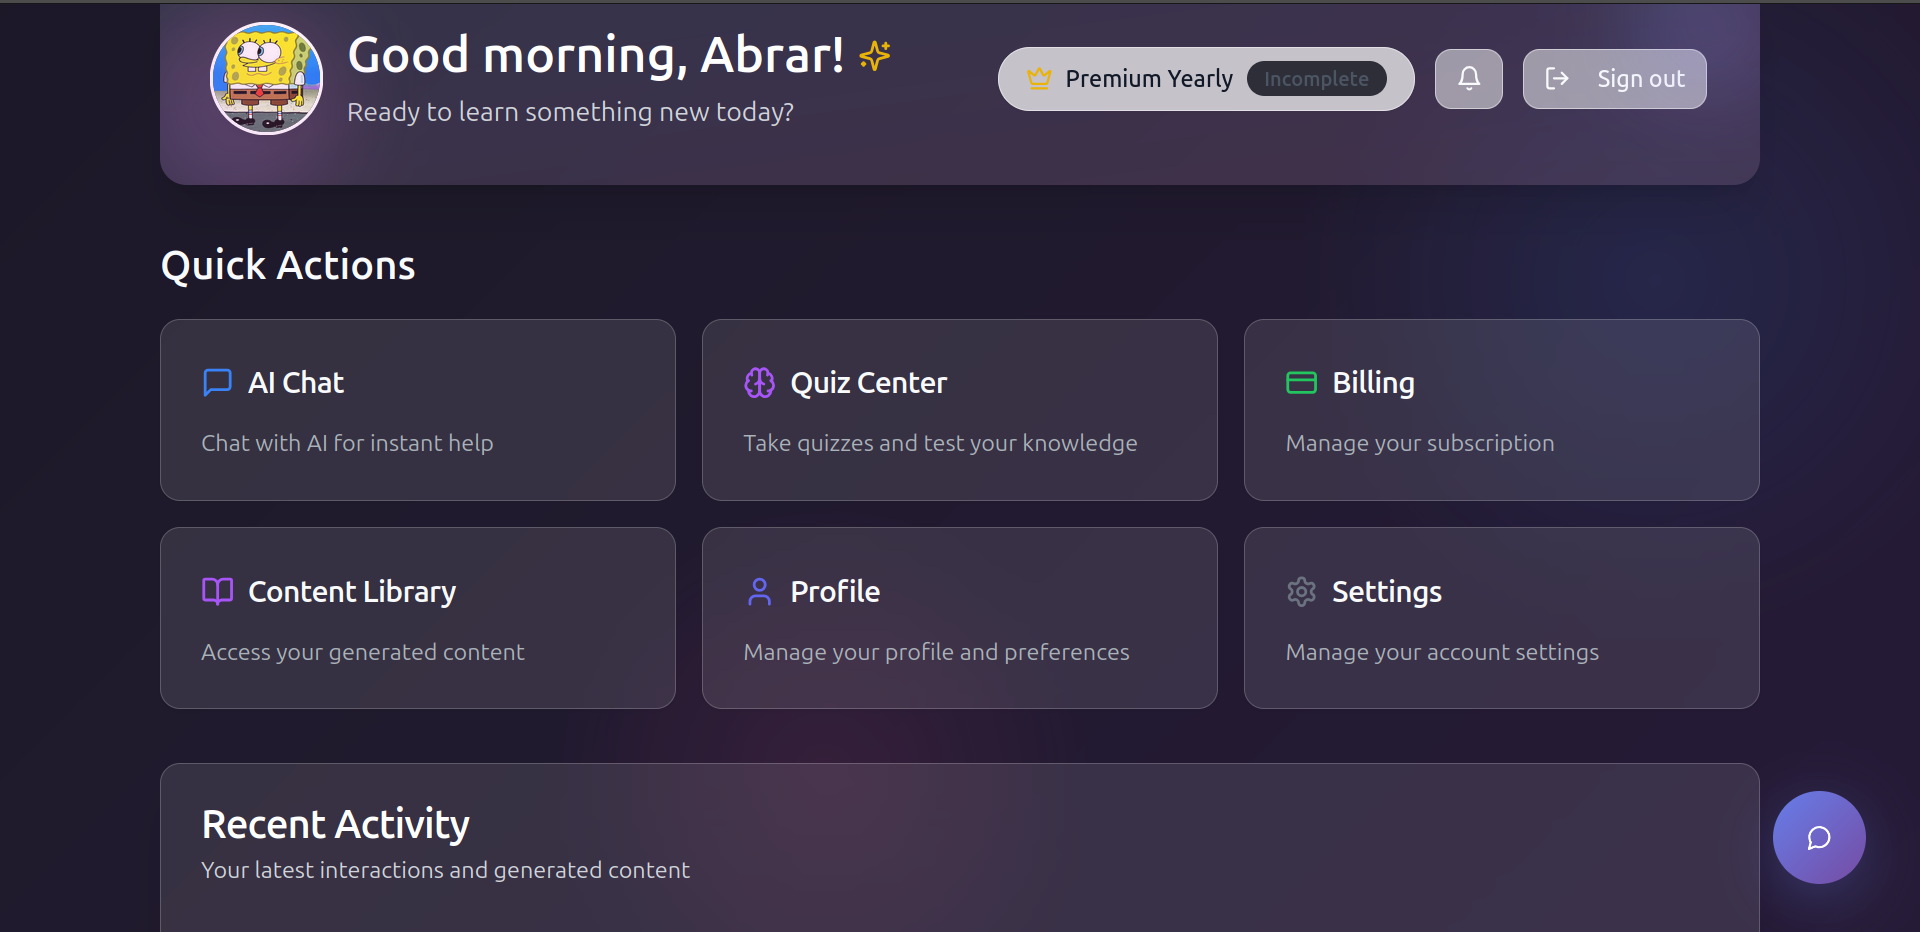 Good morning, Abrar!
Ready to learn something new today?
Premium Yearly
Incomplete
Sign out
Quick Actions
AI Chat
Chat with AI for instant help
Quiz Center
Take quizzes and test your knowledge
Billing
Manage your subscription
Content Library
Access your generated content
Profile
Manage your profile and preferences
Settings
Manage your account settings
Recent Activity
Your latest interactions and generated content